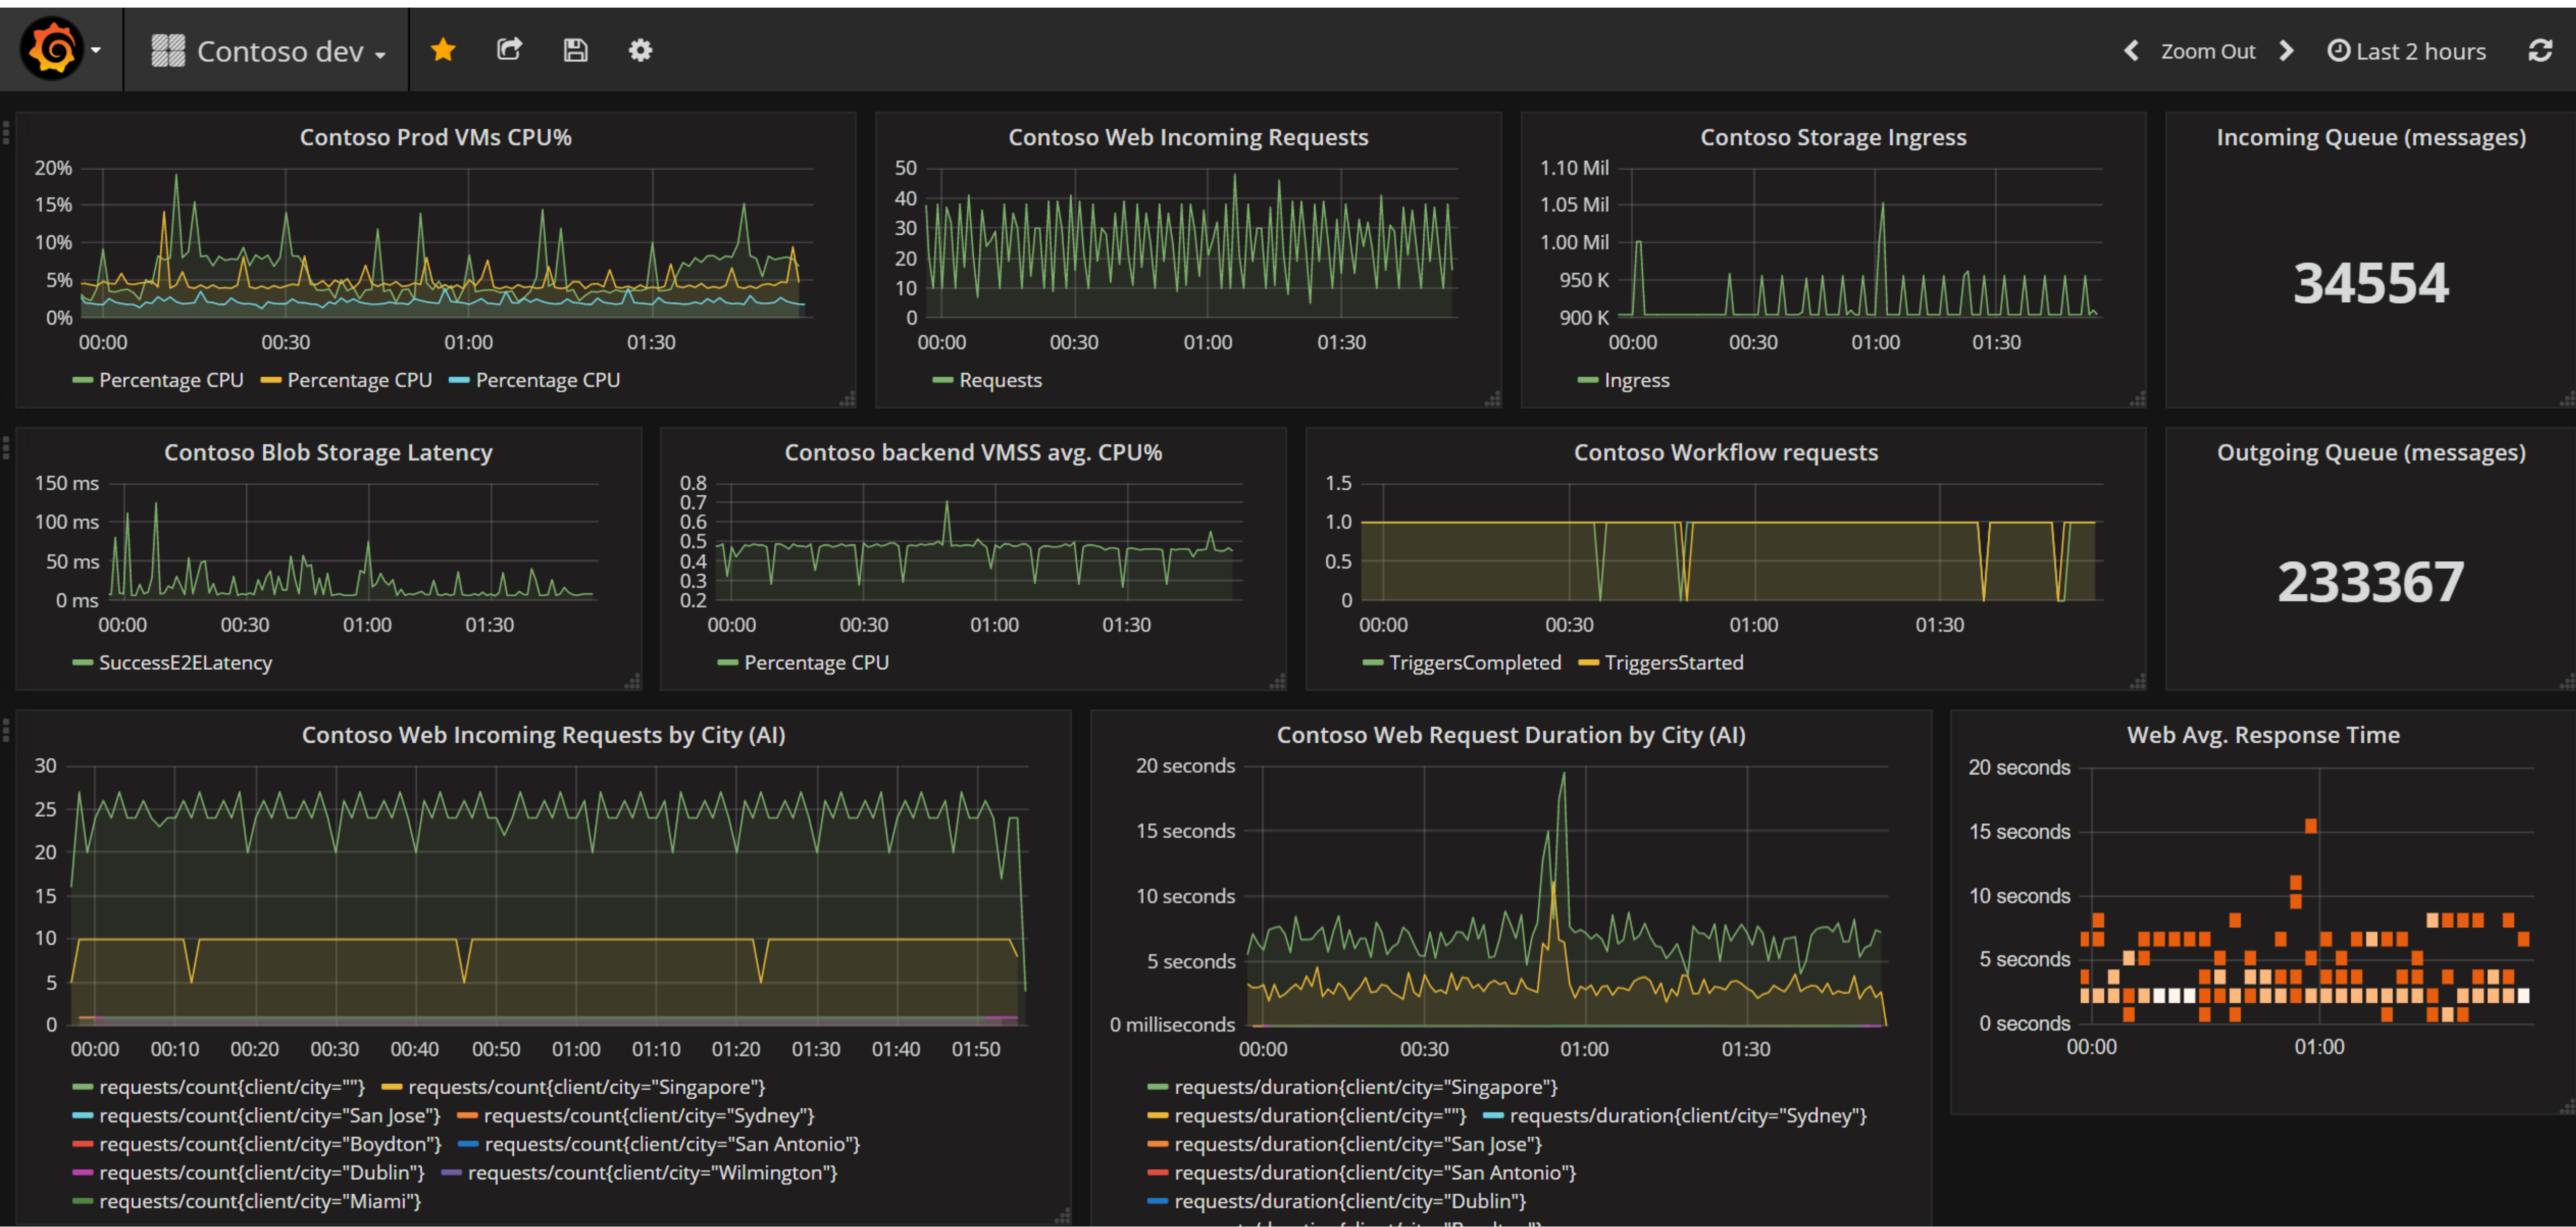 Contoso dev
Zoom Out
Last 2 hours
Contoso Prod VMs CPU%
20%
15%
10%
5%
0%
00:00 00:30 01:00 01:30
Percentage CPU Percentage CPU Percentage CPU
Contoso Web Incoming Requests
50
40
30
20
10
0
00:00 00:30 01:00 01:30
Requests
Contoso Storage Ingress
1.10 Mil
1.05 Mil
1.00 Mil
950 K
900 K
00:00 00:30 01:00 01:30
Ingress
Incoming Queue (messages)
34554
Contoso Blob Storage Latency
150 ms
100 ms
50 ms
0 ms
00:00 00:30 01:00 01:30
SuccessE2ELatency
Contoso backend VMSS avg. CPU%
0.8
0.7
0.6
0.5
0.4
0.3
0.2
00:00 00:30 01:00 01:30
Percentage CPU
Contoso Workflow requests
1.5
1.0
0.5
0
00:00 00:30 01:00 01:30
TriggersCompleted TriggersStarted
Outgoing Queue (messages)
233367
Contoso Web Incoming Requests by City (AI)
30
25
20
15
10
5
0
00:00 00:10 00:20 00:30 00:40 00:50 01:00 01:10 01:20 01:30 01:40 01:50
requests/count{client/city=""} requests/count{client/city="Singapore"}
requests/count{client/city="San Jose"} requests/count{client/city="Sydney"}
requests/count{client/city="Boydton"} requests/count{client/city="San Antonio"}
requests/count{client/city="Dublin"} requests/count{client/city="Wilmington"}
requests/count{client/city="Miami"}
Contoso Web Request Duration by City (AI)
20 seconds
15 seconds
10 seconds
5 seconds
0 milliseconds
00:00 00:30 01:00 01:30
requests/duration{client/city="Singapore"}
requests/duration{client/city=""} requests/duration{client/city="Sydney"}
requests/duration{client/city="San Jose"}
requests/duration{client/city="San Antonio"}
requests/duration{client/city="Dublin"}
Web Avg. Response Time
20 seconds
15 seconds
10 seconds
5 seconds
0 seconds
00:00 01:00